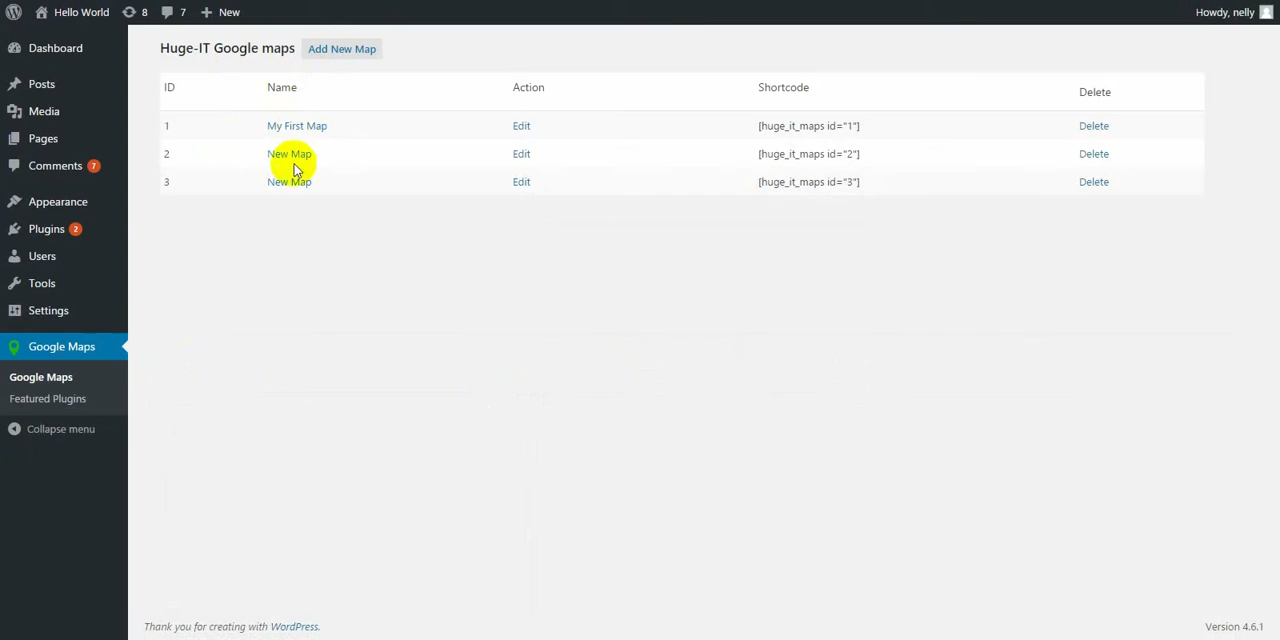 Hello World 8 7 New Howdy, nelly
Dashboard
Posts
Media
Pages
Comments 7
Appearance
Plugins 2
Users
Tools
Settings
Google Maps
Google Maps
Featured Plugins
Collapse menu
Huge-IT Google maps Add New Map
ID Name Action Shortcode Delete
1 My First Map Edit [huge_it_maps id="1"] Delete
2 New Map Edit [huge_it_maps id="2"] Delete
3 New Map Edit [huge_it_maps id="3"] Delete
Thank you for creating with WordPress. Version 4.6.1